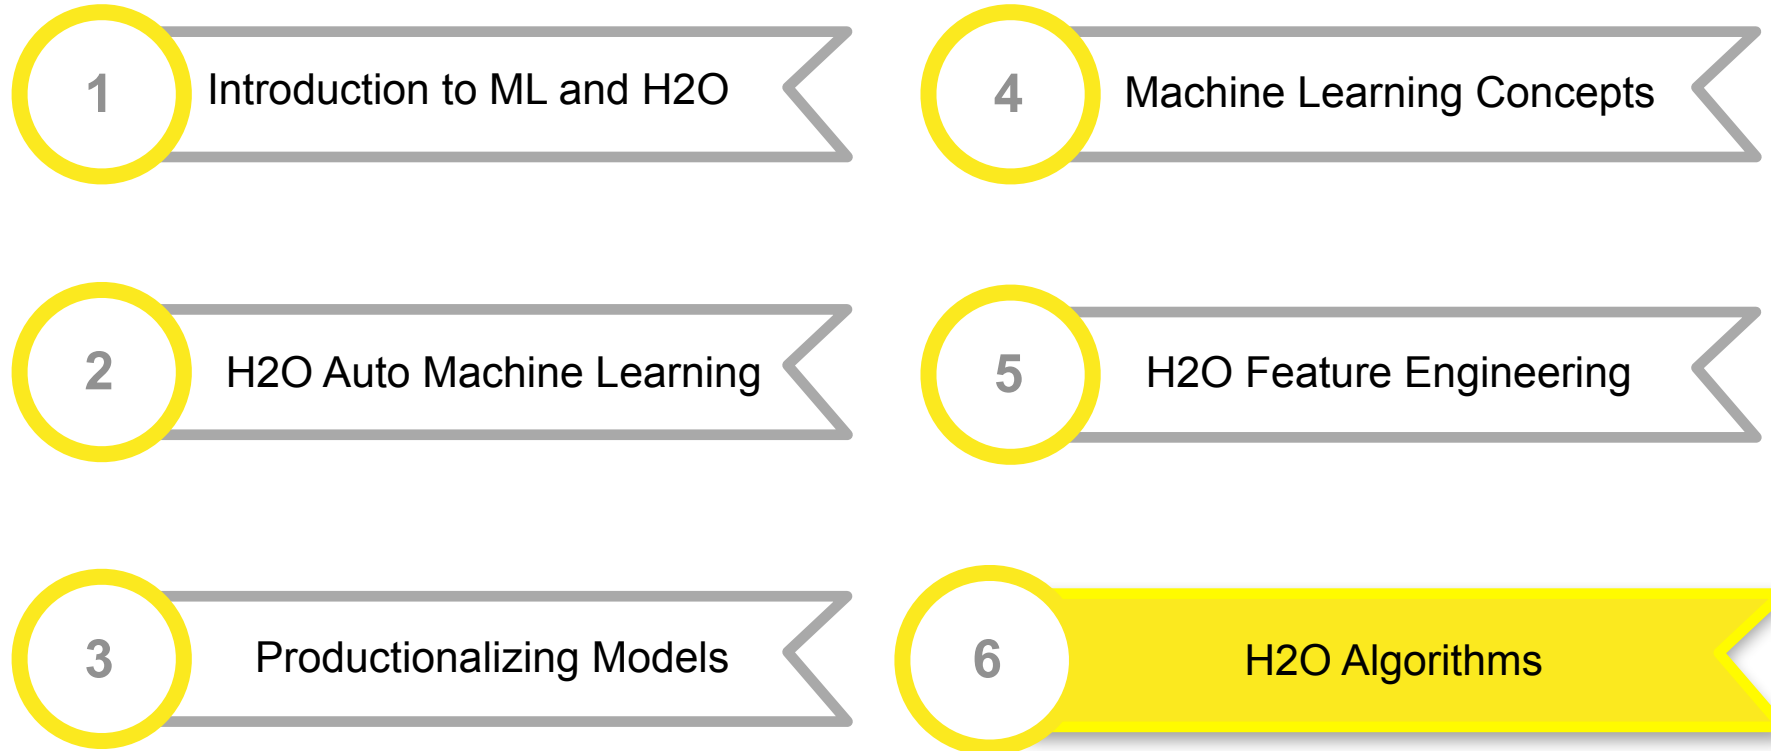 1
Introduction to ML and H2O
2
H2O Auto Machine Learning
3
Productionalizing Models
4
Machine Learning Concepts
5
H2O Feature Engineering
6
H2O Algorithms